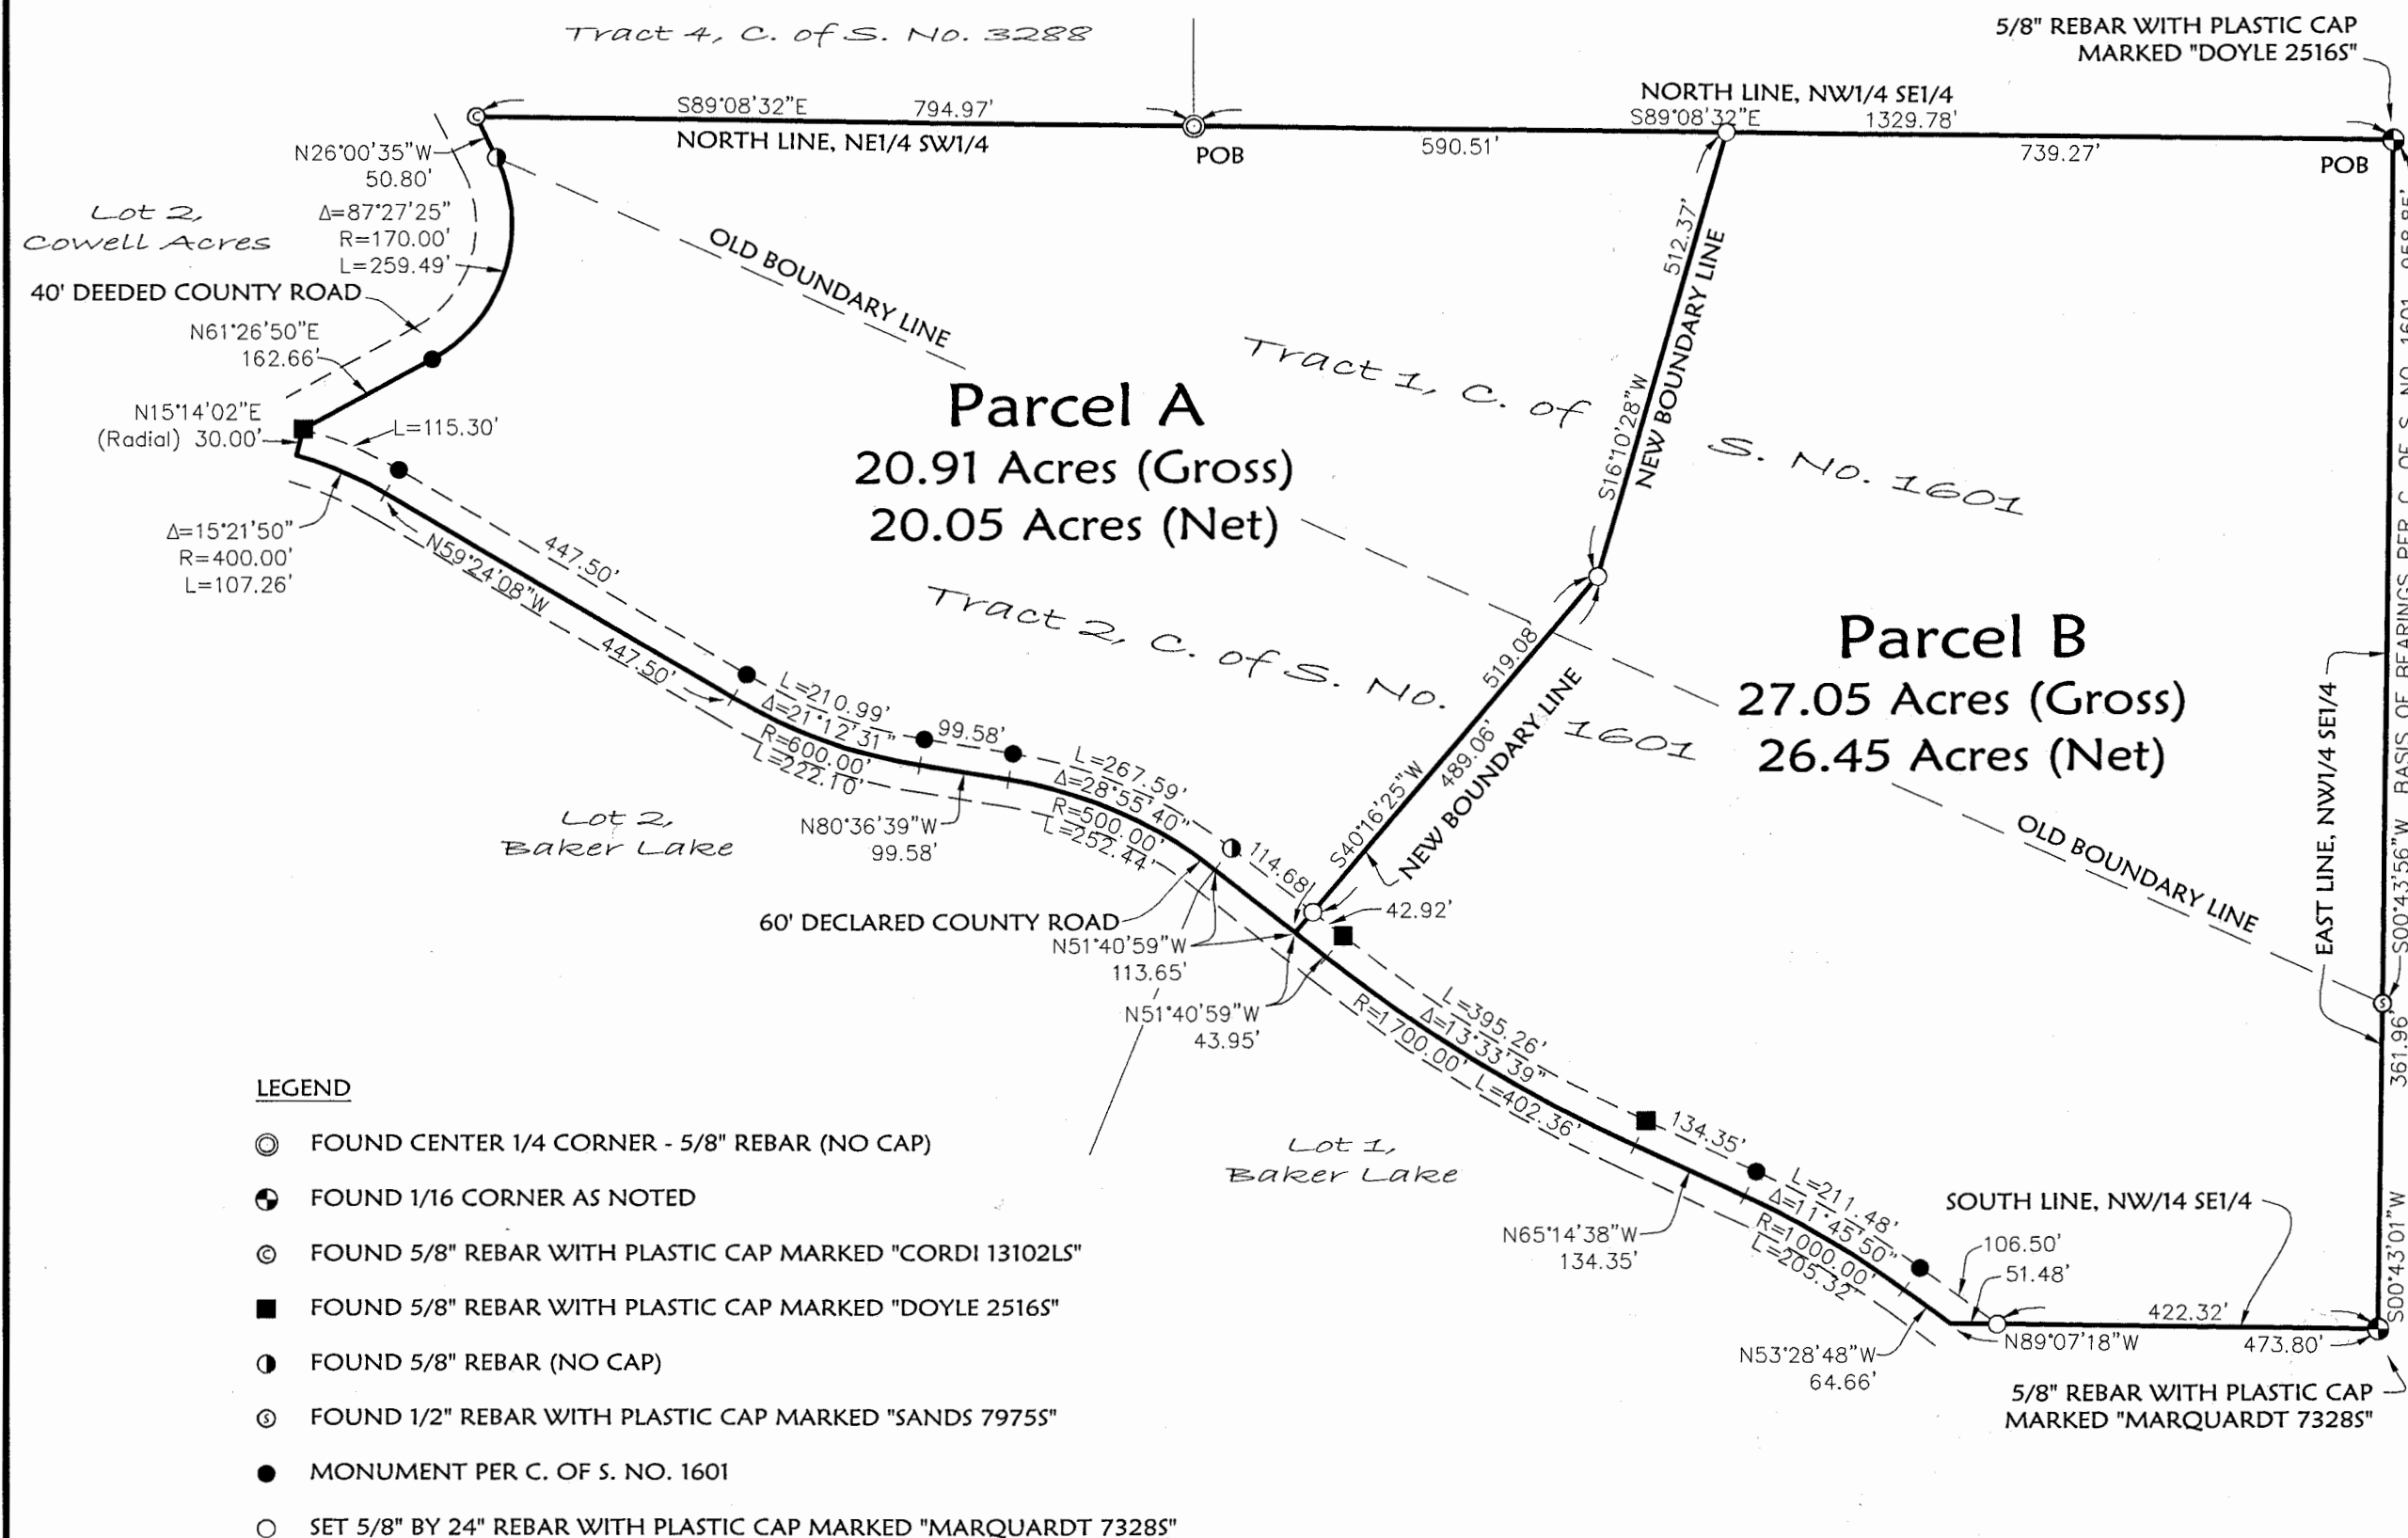 Tract 4, C. of S. No. 3288
5/8" REBAR WITH PLASTIC CAP
MARKED "DOYLE 2516S"
S89°08'32"E 794.97'
NORTH LINE, NE1/4 SW1/4
POB
NORTH LINE, NW1/4 SE1/4
S89°08'32"E 1329.78'
590.51'
739.27'
POB
N26°00'35"W
50.80'
Lot 2,
Cowell Acres
Δ=87°27'25"
R=170.00'
L=259.49'
40' DEEDED COUNTY ROAD
N61°26'50"E
162.66'
N15°14'02"E
(Radial) 30.00'
L=115.30'
Δ=15°21'50"
R=400.00'
L=107.26'
OLD BOUNDARY LINE
512.37'
S16°10'28"W
NEW BOUNDARY LINE
Tract 1, C. of S. No. 1601
Parcel A
20.91 Acres (Gross)
20.05 Acres (Net)
Tract 2, C. of S. No. 1601
Parcel B
27.05 Acres (Gross)
26.45 Acres (Net)
447.50'
N59°24'08"W
447.50'
L=210.99'
Δ=21°12'31"
R=600.00'
L=222.10'
99.58'
N80°36'39"W
99.58'
L=267.59'
Δ=28°55'40"
R=500.00'
L=252.44'
Lot 2,
Baker Lake
519.08'
S40°16'25"W
489.06'
NEW BOUNDARY LINE
114.68'
42.92'
60' DECLARED COUNTY ROAD
N51°40'59"W
113.65'
N51°40'59"W
43.95'
OLD BOUNDARY LINE
EAST LINE, NW1/4 SE1/4
S00°43'56"W BASIS OF BEARINGS PER C. OF S. NO. 1601
361.96'
S00°43'01"W
L=395.26'
Δ=13°33'39"
R=1700.00' L=402.36'
Lot 1,
Baker Lake
134.35'
N65°14'38"W
134.35'
L=211.48'
Δ=11°45'50"
R=1000.00'
L=205.32'
SOUTH LINE, NW/14 SE1/4
106.50'
51.48'
422.32'
N89°07'18"W 473.80'
N53°28'48"W
64.66'
5/8" REBAR WITH PLASTIC CAP
MARKED "MARQUARDT 7328S"
LEGEND
FOUND CENTER 1/4 CORNER - 5/8" REBAR (NO CAP)
FOUND 1/16 CORNER AS NOTED
C FOUND 5/8" REBAR WITH PLASTIC CAP MARKED "CORDI 13102LS"
FOUND 5/8" REBAR WITH PLASTIC CAP MARKED "DOYLE 2516S"
FOUND 5/8" REBAR (NO CAP)
S FOUND 1/2" REBAR WITH PLASTIC CAP MARKED "SANDS 7975S"
MONUMENT PER C. OF S. NO. 1601
SET 5/8" BY 24" REBAR WITH PLASTIC CAP MARKED "MARQUARDT 7328S"